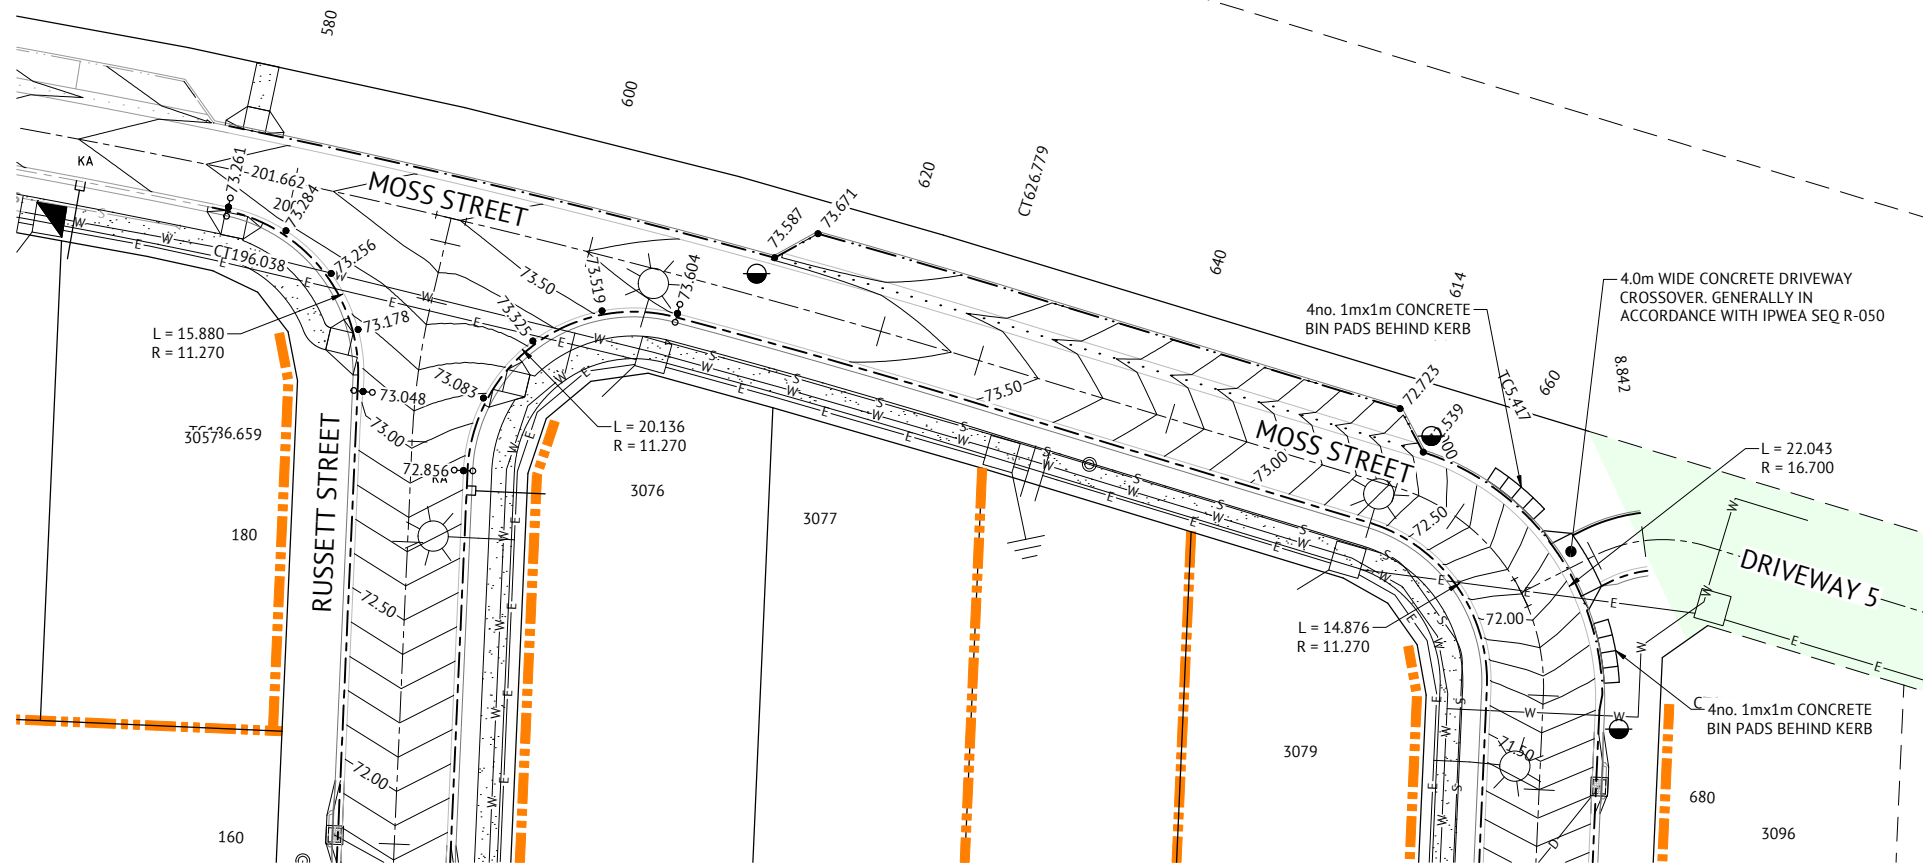 580
600
620
CT626.779
640
614
660
8.842
TC5.417
KA
73.261
201.662
73.284
MOSS STREET
73.587
73.671
CT196.038
73.256
73.50
73.519
73.604
73.325
73.178
L = 15.880
R = 11.270
73.083
73.048
73.00
72.856
KA
3057
180
160
RUSSETT STREET
72.50
72.00
L = 20.136
R = 11.270
3076
3077
73.50
MOSS STREET
73.00
72.723
72.50
4no. 1mx1m CONCRETE
BIN PADS BEHIND KERB
4.0m WIDE CONCRETE DRIVEWAY
CROSSOVER. GENERALLY IN
ACCORDANCE WITH IPWEA SEQ R-050
L = 22.043
R = 16.700
DRIVEWAY 5
72.00
L = 14.876
R = 11.270
71.50
3079
4no. 1mx1m CONCRETE
BIN PADS BEHIND KERB
680
3096